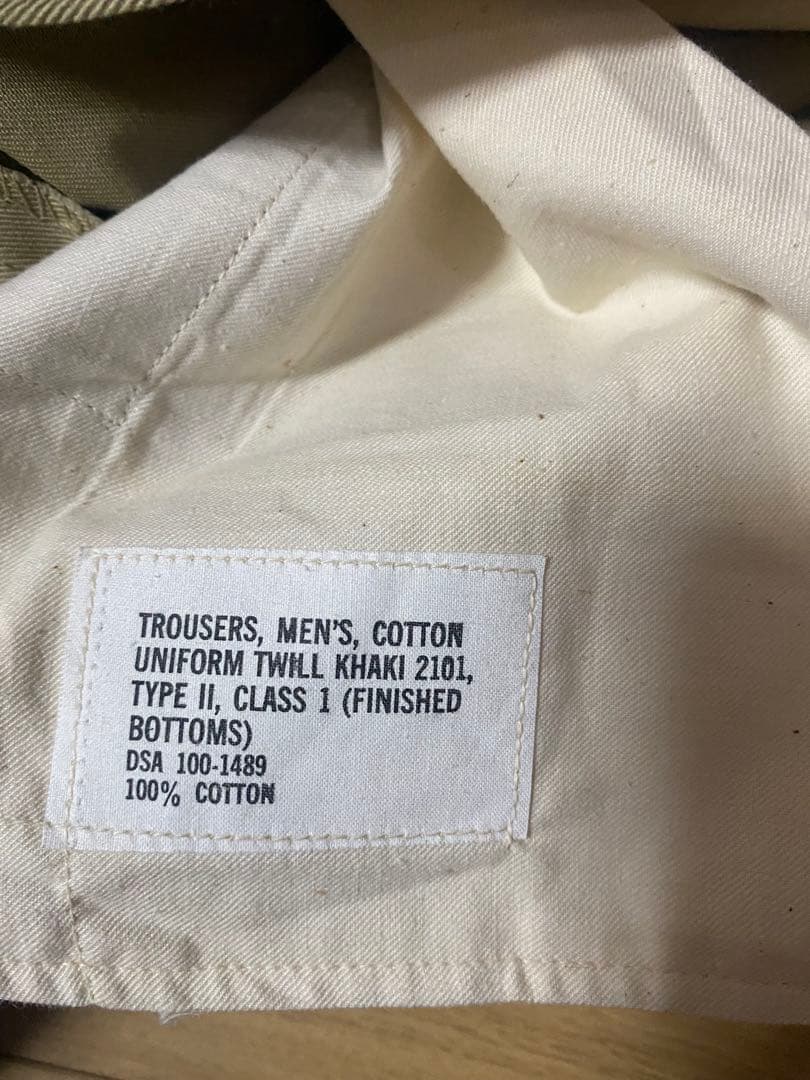 TROUSERS, MEN'S, COTTON
UNIFORM TWILL KHAKI 2101,
TYPE II, CLASS 1 (FINISHED
BOTTOMS)
DSA 100-1489
100% COTTON